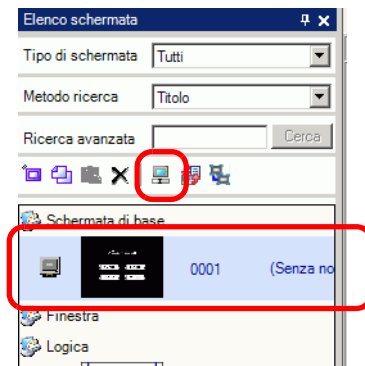 Elenco schermata
Tipo di schermata Tutti
Metodo ricerca Titolo
Ricerca avanzata Cerca
Schermata di base
0001 (Senza no
Finestra
Logica